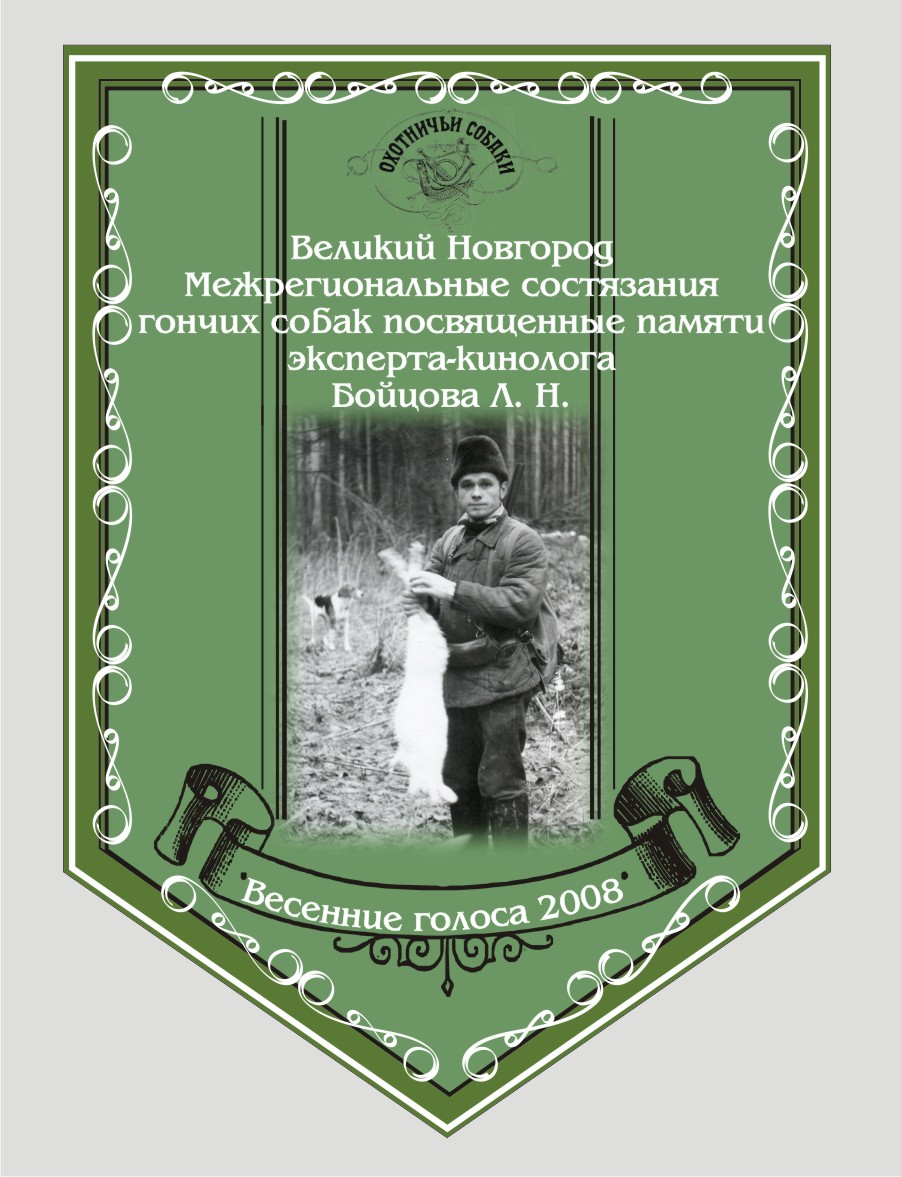 ОХОТНИЧЬИ СОБАКИ
Великий Новгород
Межрегиональные состязания
гончих собак посвященные памяти
эксперта-кинолога
Бойцова Л. Н.
Весенние голоса 2008